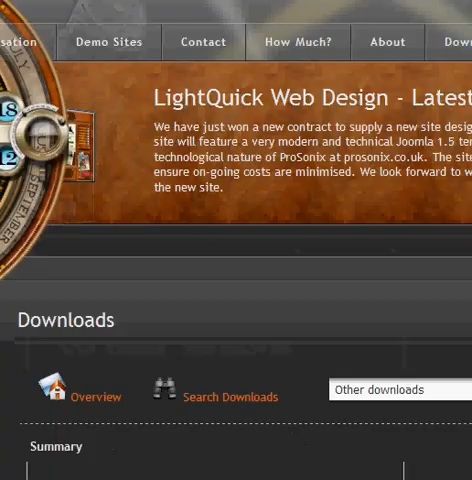 sation Demo Sites Contact How Much? About Down
JULY
SEPTEMBER
LightQuick Web Design - Latest
We have just won a new contract to supply a new site desig
site will feature a very modern and technical Joomla 1.5 te
technological nature of ProSonix at prosonix.co.uk. The site
ensure on-going costs are minimised. We look forward to w
the new site.
Downloads
Overview Search Downloads Other downloads
Summary